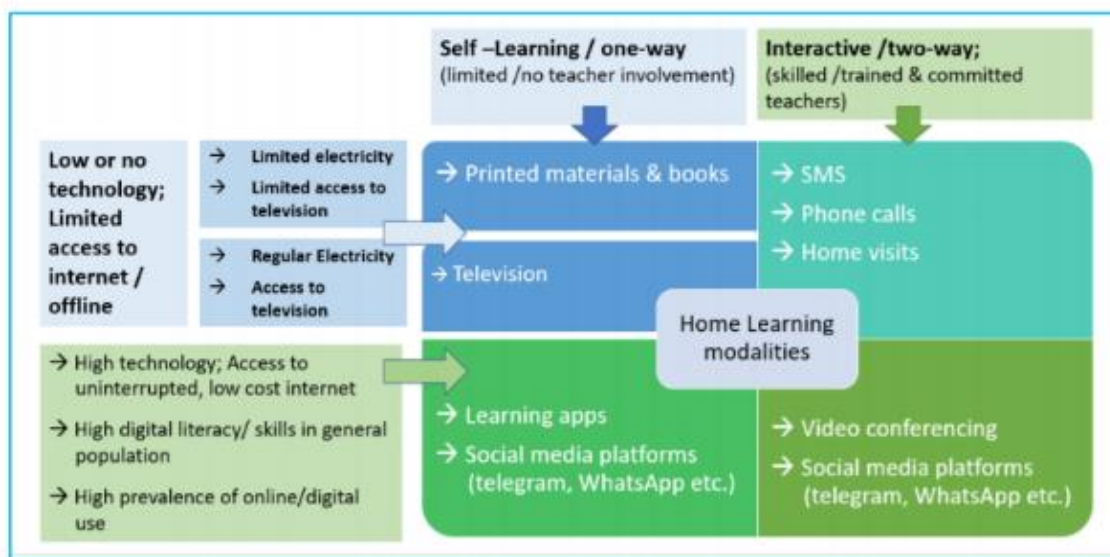 Self –Learning / one-way
(limited /no teacher involvement)
Interactive /two-way;
(skilled /trained & committed
teachers)
Low or no
technology;
Limited
access to
internet /
offline
→ Limited electricity
→ Limited access to
television
→ Regular Electricity
→ Access to
television
→ Printed materials & books
→ Television
→ SMS
→ Phone calls
→ Home visits
Home Learning
modalities
→ High technology; Access to
uninterrupted, low cost internet
→ High digital literacy/ skills in general
population
→ High prevalence of online/digital
use
→ Learning apps
→ Social media platforms
(telegram, WhatsApp etc.)
→ Video conferencing
→ Social media platforms
(telegram, WhatsApp etc.)